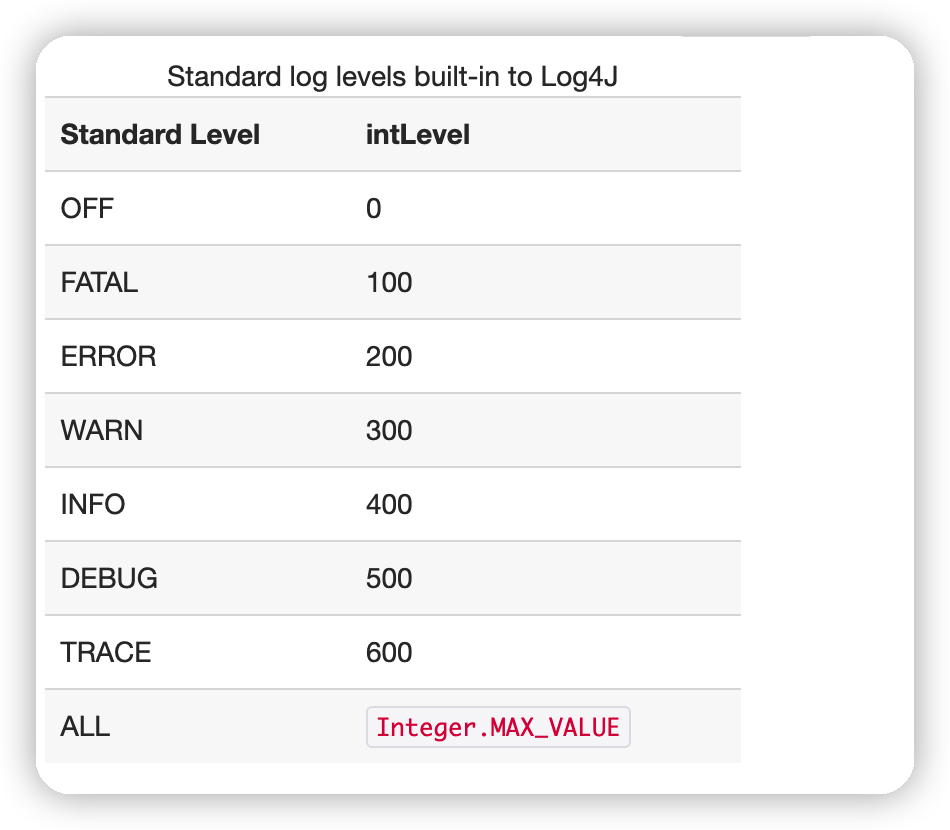 Standard log levels built-in to Log4J
Standard Level intLevel
OFF 0
FATAL 100
ERROR 200
WARN 300
INFO 400
DEBUG 500
TRACE 600
ALL Integer.MAX_VALUE